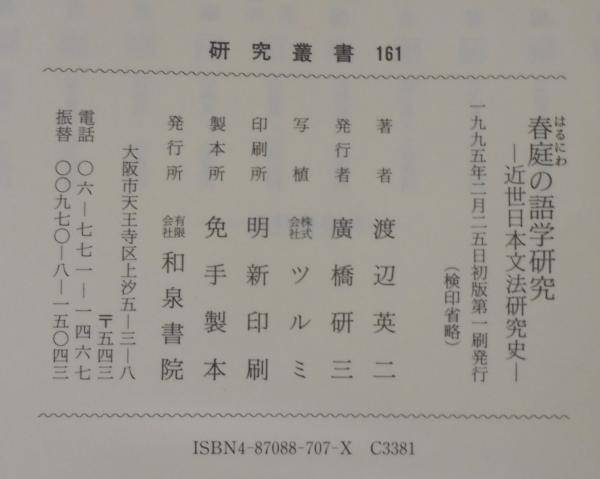 研究叢書 161
はるにわ
春庭の語学研究
―近世日本文法研究史―
一九九五年二月二五日初版第一刷発行
（検印省略）
著者 渡辺英二
発行者 廣橋研三
写植 株式会社 ツルミ
印刷所 明新印刷
製本所 免手製本
発行所 有限会社 和泉書院
大阪市天王寺区上汐五―三―八
〒五四三
電話 〇六―七七一―一四六七
振替 〇〇九七〇―八―一五〇四三
ISBN4-87088-707-X C3381